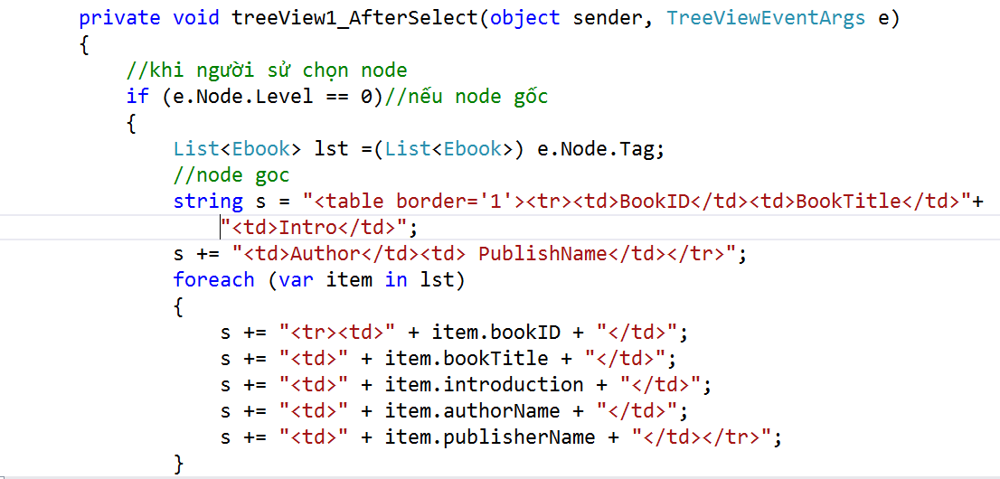 private void treeView1_AfterSelect(object sender, TreeViewEventArgs e)
{
//khi người sử chọn node
if (e.Node.Level == 0)//nếu node gốc
{
List<Ebook> lst =(List<Ebook>) e.Node.Tag;
//node goc
string s = "<table border='1'><tr><td>BookID</td><td>BookTitle</td>"+
"<td>Intro</td>";
s += "<td>Author</td><td> PublishName</td></tr>";
foreach (var item in lst)
{
s += "<tr><td>" + item.bookID + "</td>";
s += "<td>" + item.bookTitle + "</td>";
s += "<td>" + item.introduction + "</td>";
s += "<td>" + item.authorName + "</td>";
s += "<td>" + item.publisherName + "</td></tr>";
}